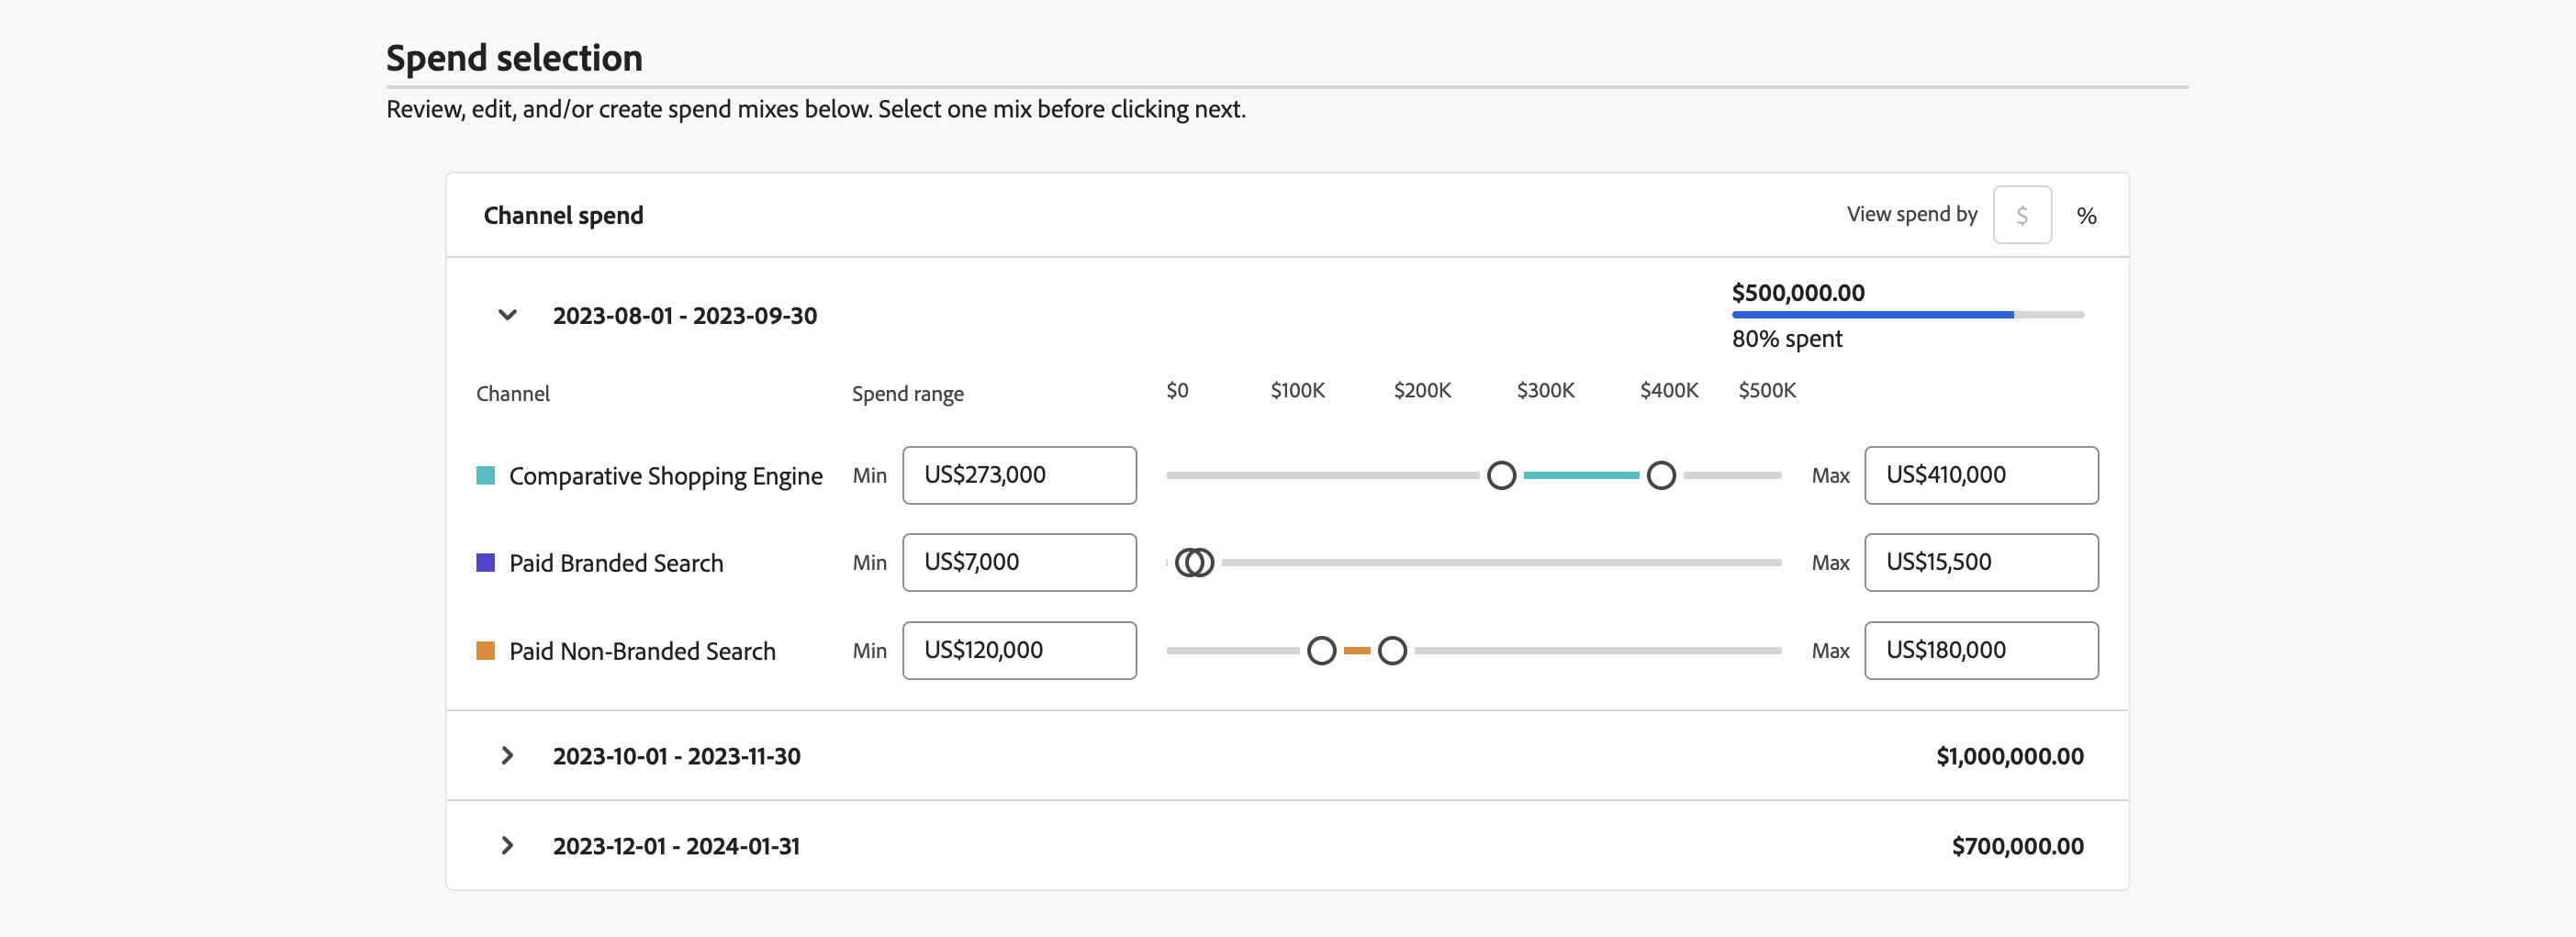 Spend selection
Review, edit, and/or create spend mixes below. Select one mix before clicking next.
Channel spend View spend by $ %
2023-08-01 - 2023-09-30 $500,000.00
80% spent
Channel Spend range $0 $100K $200K $300K $400K $500K
Comparative Shopping Engine Min US$273,000 Max US$410,000
Paid Branded Search Min US$7,000 Max US$15,500
Paid Non-Branded Search Min US$120,000 Max US$180,000
2023-10-01 - 2023-11-30 $1,000,000.00
2023-12-01 - 2024-01-31 $700,000.00